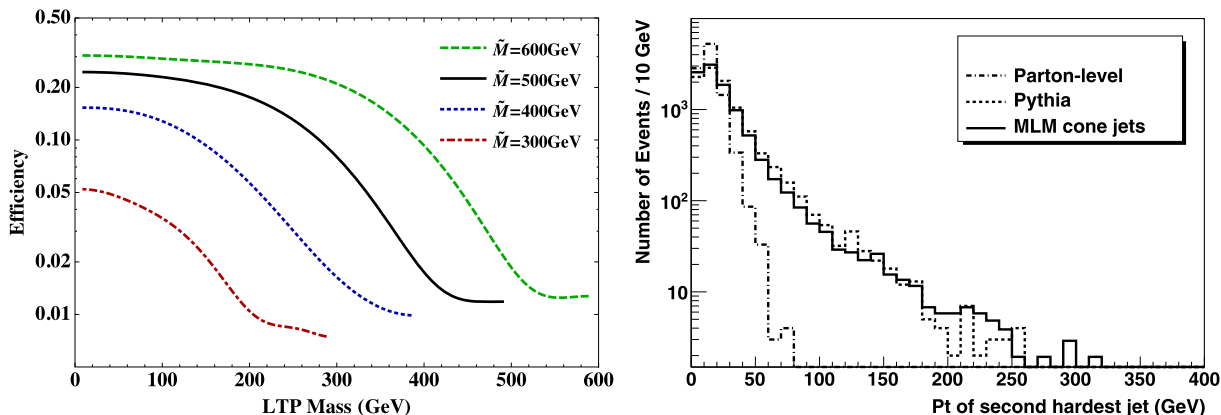 Efficiency
0.50
0.20
0.10
0.05
0.02
0.01
M̃=600GeV
M̃=500GeV
M̃=400GeV
M̃=300GeV
0 100 200 300 400 500 600
LTP Mass (GeV)
Number of Events / 10 GeV
10³
10²
10
Parton-level
Pythia
MLM cone jets
0 50 100 150 200 250 300 350 400
Pt of second hardest jet (GeV)